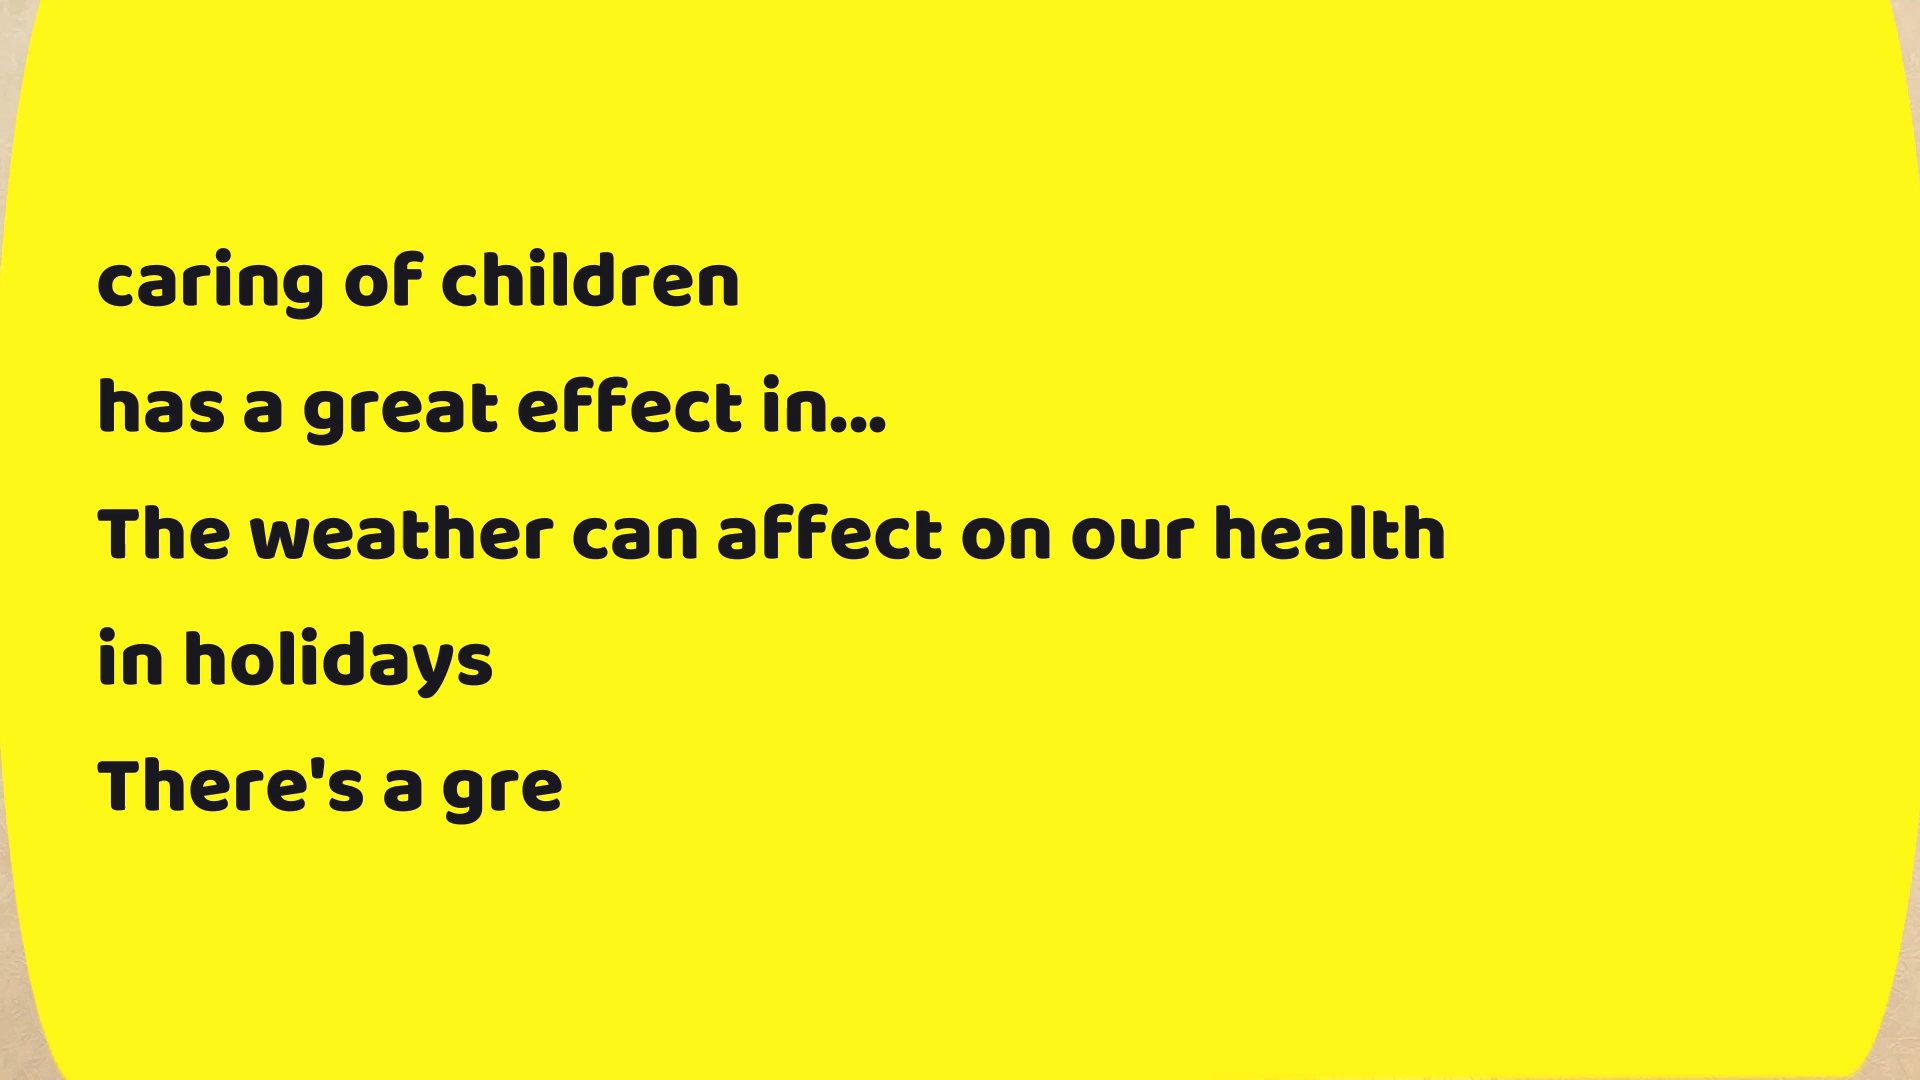 caring of children
has a great effect in...
The weather can affect on our health
in holidays
There's a gre